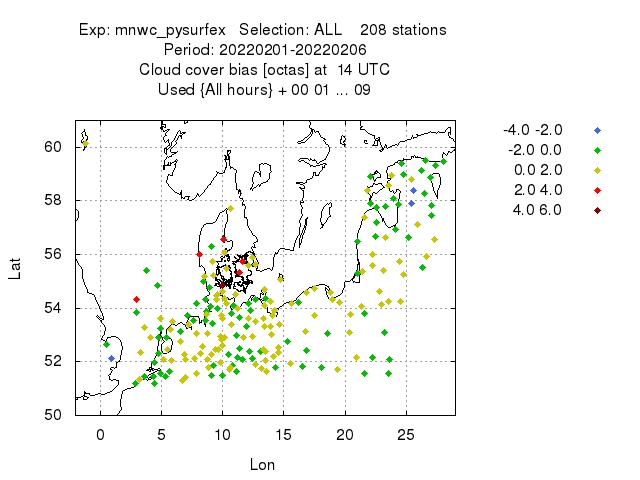 Exp: mnwc_pysurfex Selection: ALL 208 stations
Period: 20220201-20220206
Cloud cover bias [octas] at 14 UTC
Used {All hours} + 00 01 ... 09
-4.0 -2.0
-2.0 0.0
0.0 2.0
2.0 4.0
4.0 6.0
Lat
60
58
56
54
52
50
0 5 10 15 20 25
Lon